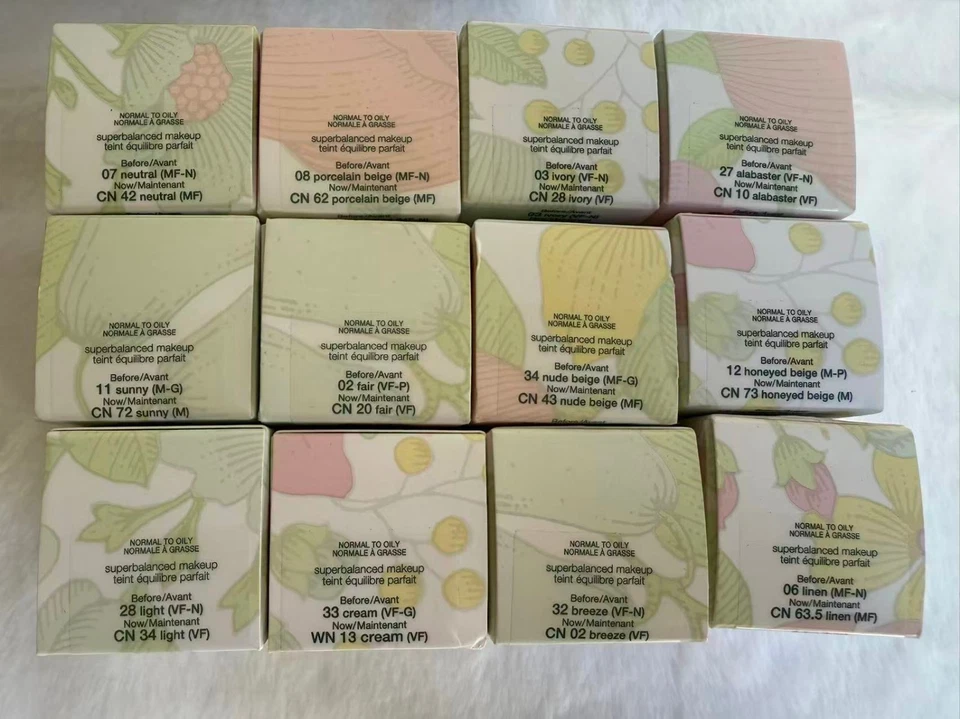 NORMAL TO OILY
NORMALE À GRASSE
superbalanced makeup
teint équilibre parfait
Before/Avant
07 neutral (MF-N)
Now/Maintenant
CN 42 neutral (MF)
NORMAL TO OILY
NORMALE À GRASSE
superbalanced makeup
teint équilibre parfait
Before/Avant
08 porcelain beige (MF-N)
Now/Maintenant
CN 62 porcelain beige (MF)
NORMAL TO OILY
NORMALE À GRASSE
superbalanced makeup
teint équilibre parfait
Before/Avant
03 ivory (VF-N)
Now/Maintenant
CN 28 ivory (VF)
NORMAL TO OILY
NORMALE À GRASSE
superbalanced makeup
teint équilibre parfait
Before/Avant
27 alabaster (VF-N)
Now/Maintenant
CN 10 alabaster (VF)
NORMAL TO OILY
NORMALE À GRASSE
superbalanced makeup
teint équilibre parfait
Before/Avant
11 sunny (M-G)
Now/Maintenant
CN 72 sunny (M)
NORMAL TO OILY
NORMALE À GRASSE
superbalanced makeup
teint équilibre parfait
Before/Avant
02 fair (VF-P)
Now/Maintenant
CN 20 fair (VF)
NORMAL TO OILY
NORMALE À GRASSE
superbalanced makeup
teint équilibre parfait
Before/Avant
34 nude beige (MF-G)
Now/Maintenant
CN 43 nude beige (MF)
NORMAL TO OILY
NORMALE À GRASSE
superbalanced makeup
teint équilibre parfait
Before/Avant
12 honeyed beige (M-P)
Now/Maintenant
CN 73 honeyed beige (M)
NORMAL TO OILY
NORMALE À GRASSE
superbalanced makeup
teint équilibre parfait
Before/Avant
28 light (VF-N)
Now/Maintenant
CN 34 light (VF)
NORMAL TO OILY
NORMALE À GRASSE
superbalanced makeup
teint équilibre parfait
Before/Avant
33 cream (VF-G)
Now/Maintenant
WN 13 cream (VF)
NORMAL TO OILY
NORMALE À GRASSE
superbalanced makeup
teint équilibre parfait
Before/Avant
32 breeze (VF-N)
Now/Maintenant
CN 02 breeze (VF)
NORMAL TO OILY
NORMALE À GRASSE
superbalanced makeup
teint équilibre parfait
Before/Avant
06 linen (MF-N)
Now/Maintenant
CN 63.5 linen (MF)